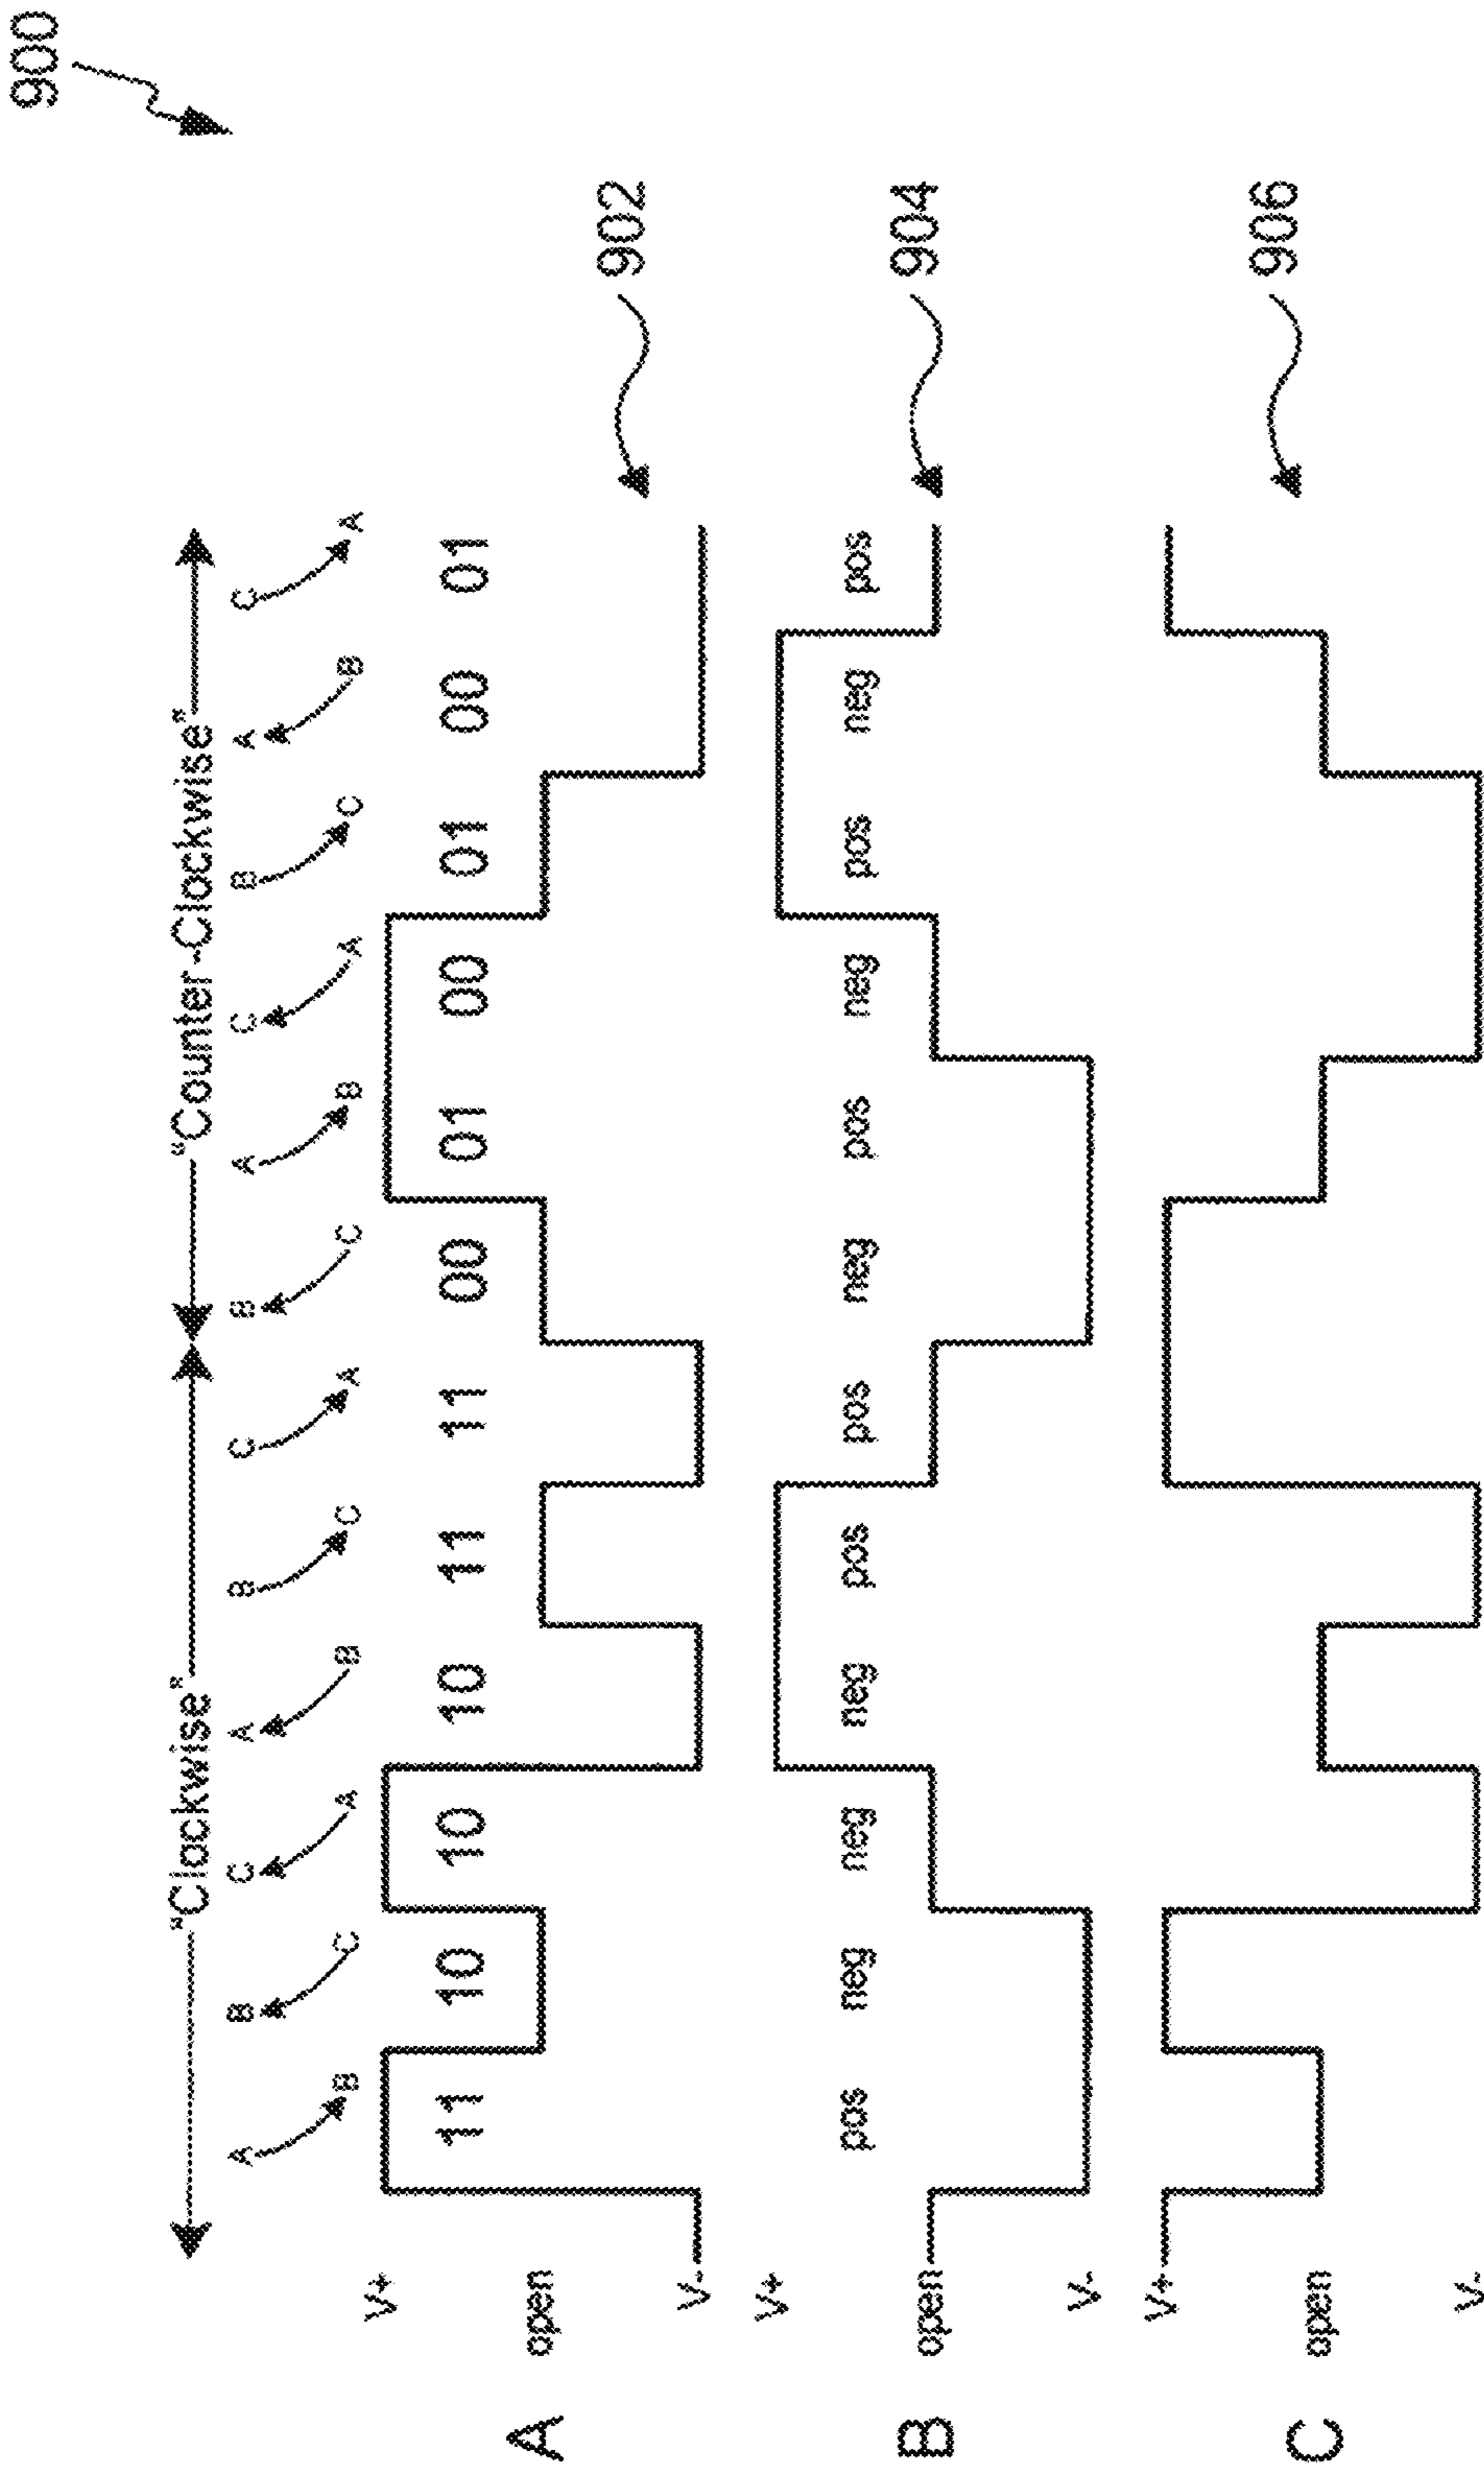 900
"Clockwise" "Counter-Clockwise"
A B C A B C B A C B A C
B C A B C A C B A C B A
V+
11 10 10 10 11 11 00 01 00 01 00 01
A open
902
V-
V+
pos neg neg neg pos pos neg pos neg pos neg pos
B open 904
V-
V+
906
C open
V-